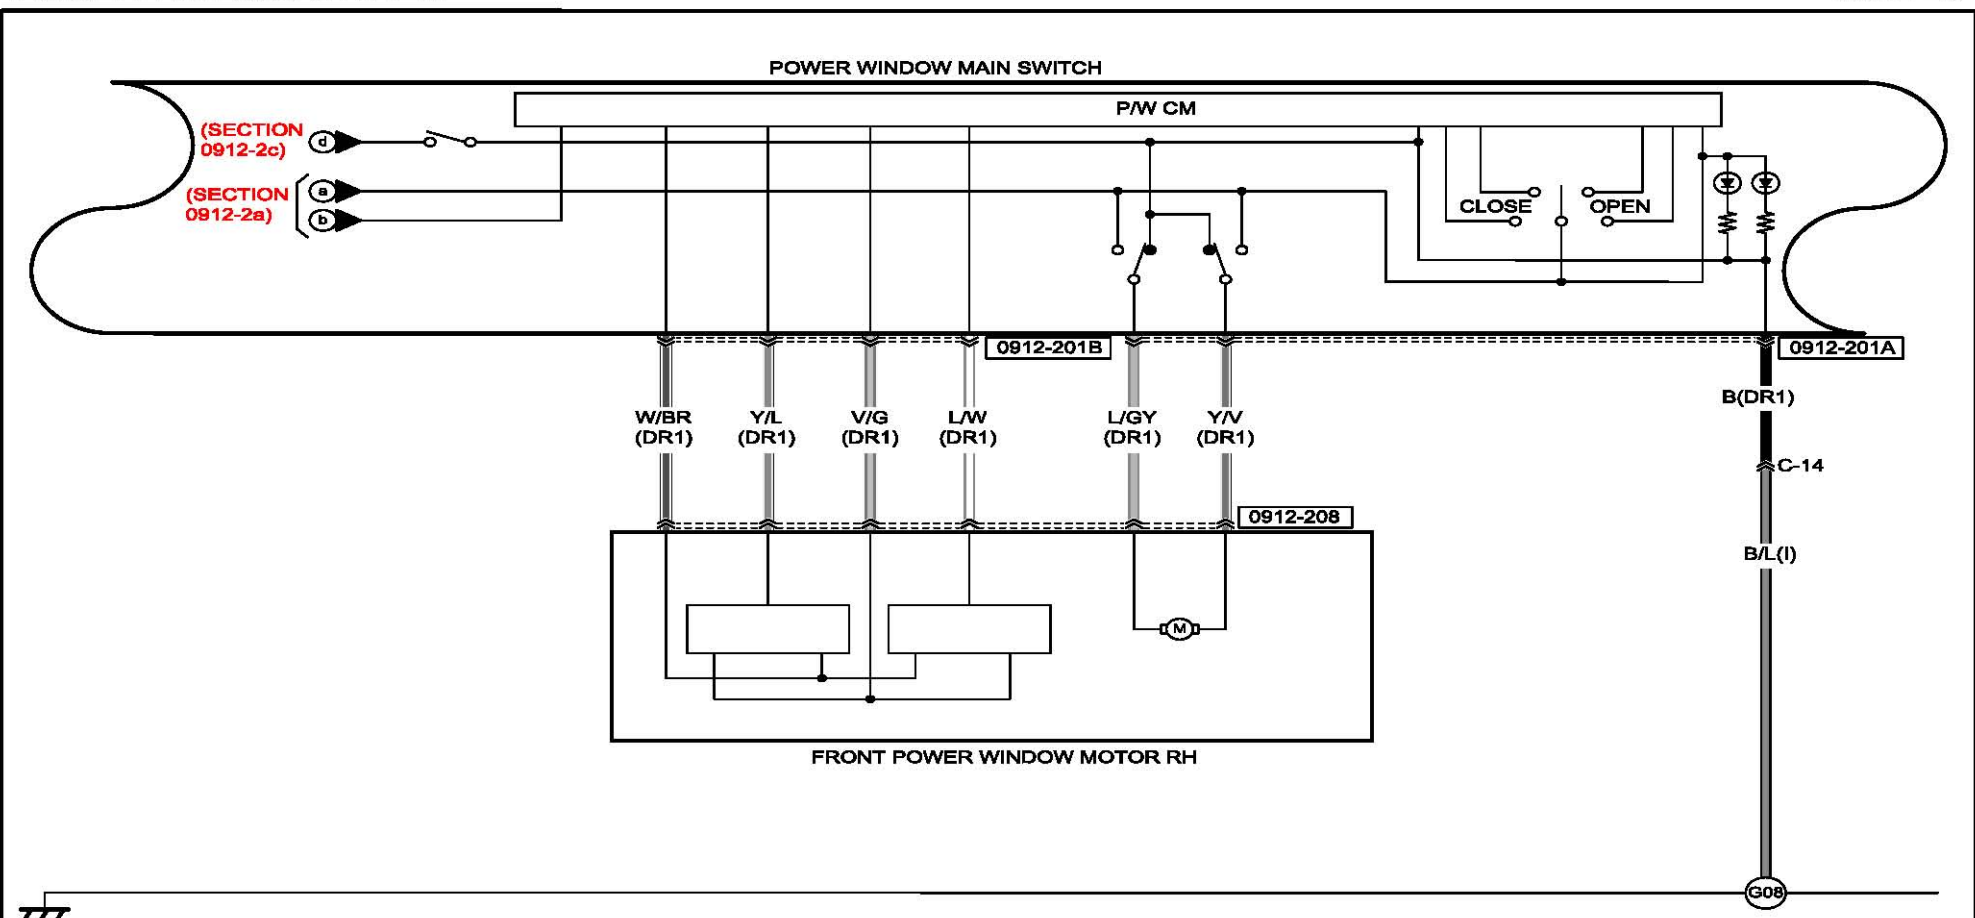 POWER WINDOW MAIN SWITCH
P/W CM
(SECTION
0912-2c)
d
(SECTION
0912-2a)
a
b
CLOSE
OPEN
0912-201B
0912-201A
W/BR
(DR1)
Y/L
(DR1)
V/G
(DR1)
L/W
(DR1)
L/GY
(DR1)
Y/V
(DR1)
B(DR1)
C-14
0912-208
B/L(I)
M
FRONT POWER WINDOW MOTOR RH
G08